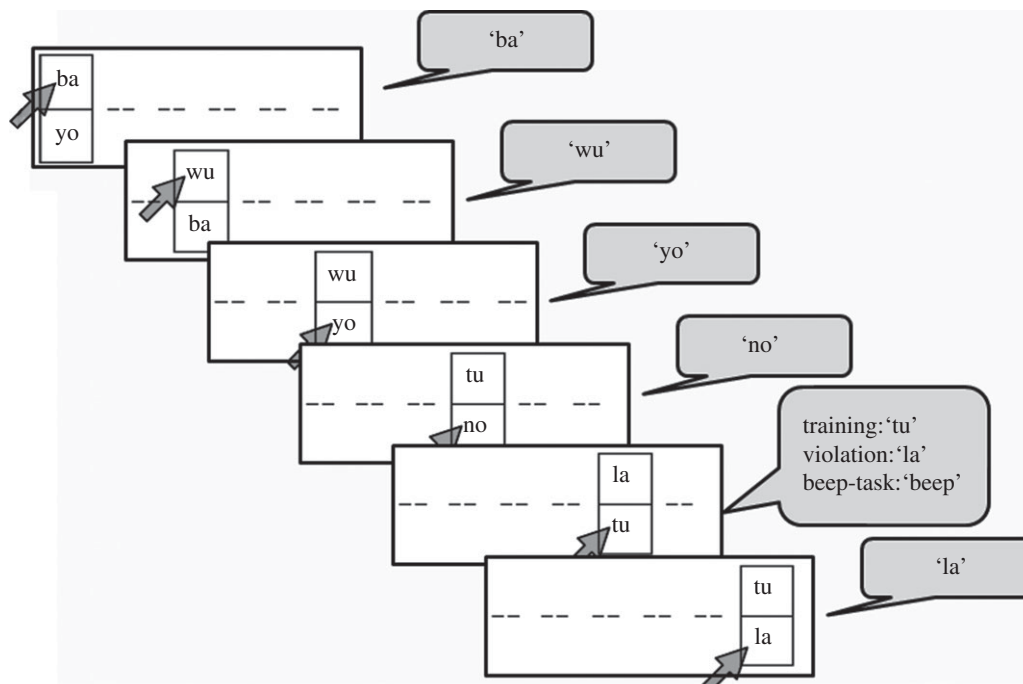 ba
yo
‘ba’
wu
ba
‘wu’
wu
yo
‘yo’
tu
no
‘no’
la
tu
training:‘tu’
violation:‘la’
beep-task:‘beep’
tu
la
‘la’